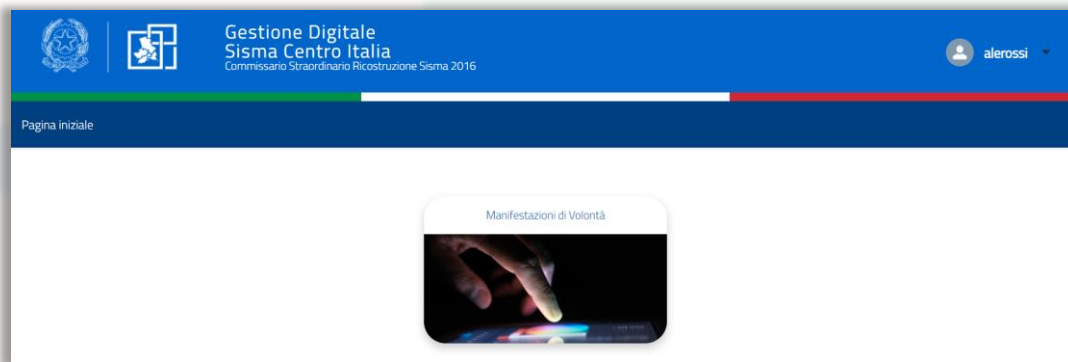 Gestione Digitale
Sisma Centro Italia
Commissario Straordinario Ricostruzione Sisma 2016
alerossi
Pagina iniziale
Manifestazioni di Volontà